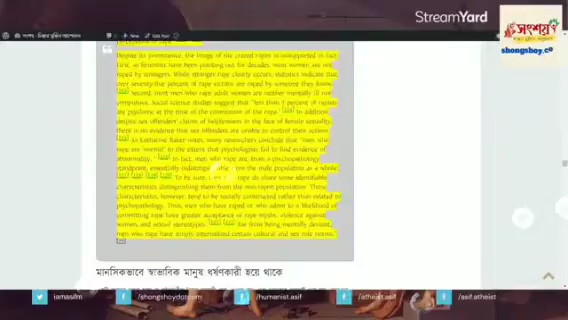 StreamYard
সংশয়
shongshoy.co
Despite its prominence, the image of the crazed rapist is unsupported in fact.
First, as feminists have been pointing out for decades, most women are not
raped by strangers. While stranger rape clearly occurs, statistics indicate that
over seventy-five percent of rape victims are raped by someone they know.
Second, most men who rape adult women are neither mentally ill nor
compulsive. Social science studies suggest that "less than 5 percent of rapists
are psychotic at the time of the commission of the rape." In addition,
despite sex offenders' claims of helplessness in the face of female sexuality,
there is no evidence that sex offenders are unable to control their actions.
As Katharine Baker notes, many researchers conclude that "men who
rape are 'normal' to the extent that psychologists fail to find evidence of
abnormality." In fact, men who rape are, from a psychopathology
standpoint, essentially the male population as a whole.
To be sure, rape do share some identifiable
characteristics distinguishing them from the non-rapist population. These
characteristics, however, tend to be socially constructed rather than related to
psychopathology. Thus, men who have raped or who admit to a likelihood of
committing rape have greater acceptance of rape myths, violence against
women, and sexual stereotypes. Far from being mentally deviant,
men who rape have simply internalized certain cultural and sex role norms.
মানসিকভাবে স্বাভাবিক মানুষ ধর্ষণকারী হয়ে থাকে
iamasifm
/shongshoydotcom
/humanist.asif
/atheist.asif
/asif.atheist